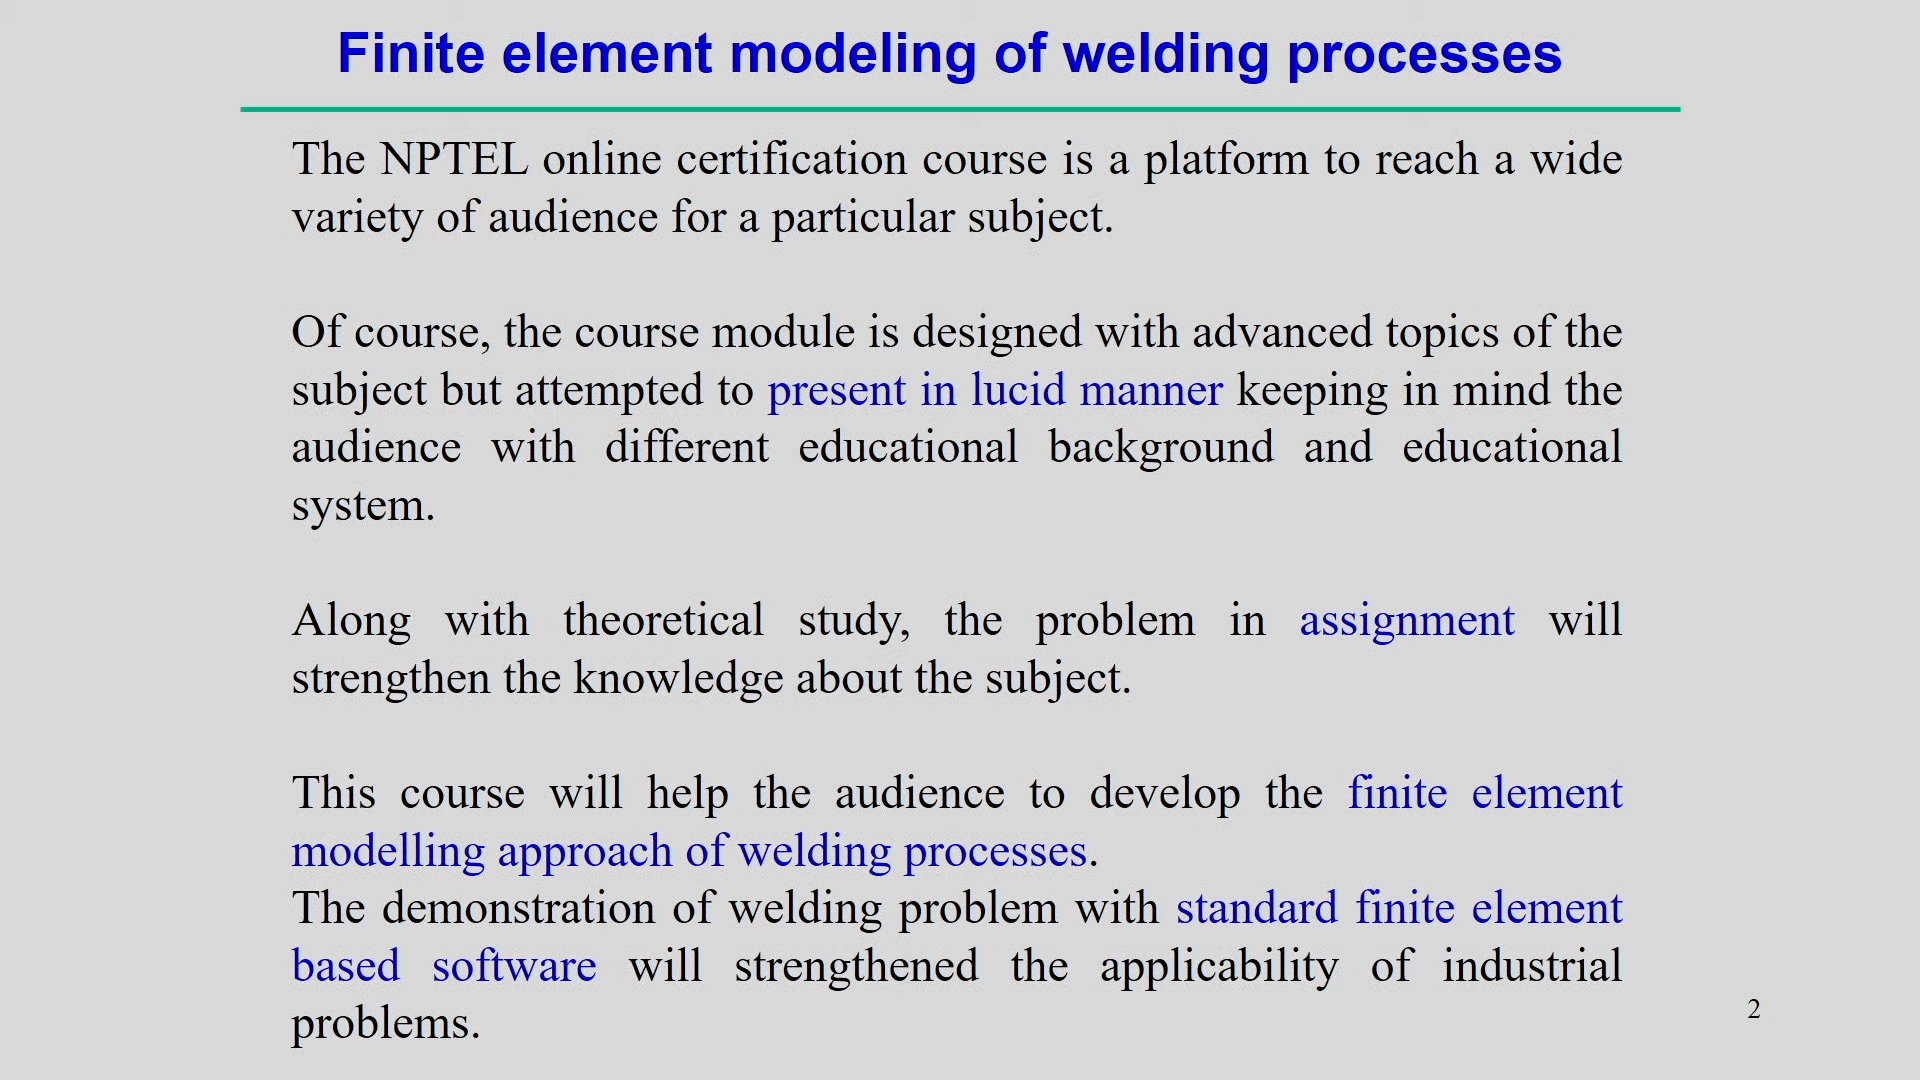 Finite element modeling of welding processes
The NPTEL online certification course is a platform to reach a wide
variety of audience for a particular subject.
Of course, the course module is designed with advanced topics of the
subject but attempted to present in lucid manner keeping in mind the
audience with different educational background and educational
system.
Along with theoretical study, the problem in assignment will
strengthen the knowledge about the subject.
This course will help the audience to develop the finite element
modelling approach of welding processes.
The demonstration of welding problem with standard finite element
based software will strengthened the applicability of industrial
problems.
2